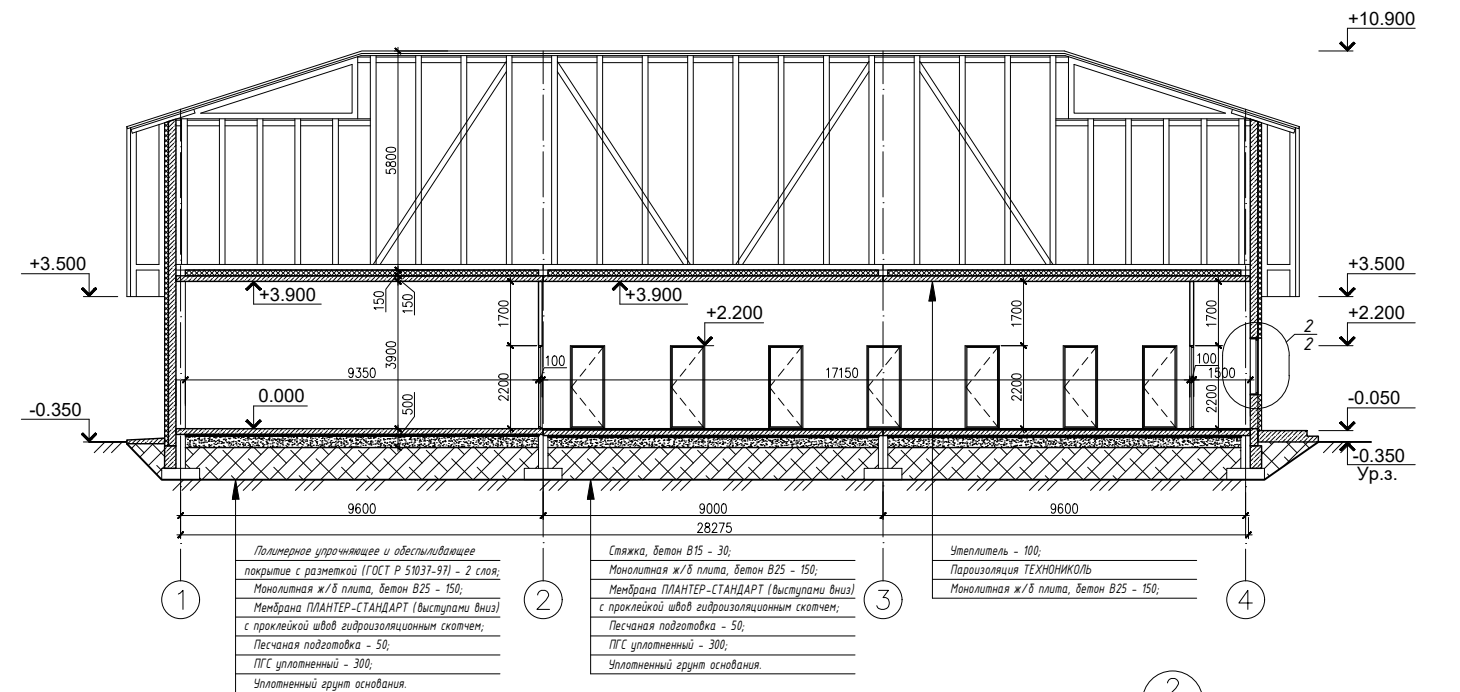 +10.900
5800
+3.500
+3.500
+3.900
+3.900
150
150
1700
1700
1700
+2.200
+2.200
2
2
3900
100
100
9350
17150
1500
2200
2200
2200
0.000
500
-0.350
-0.050
-0.350
Ур.з.
9600
9000
9600
28275
1
2
3
4
Полимерное упрочняющее и обеспыливающее
покрытие с разметкой (ГОСТ Р 51037-97) - 2 слоя;
Монолитная ж/б плита, бетон В25 - 150;
Мембрана ПЛАНТЕР-СТАНДАРТ (выступами вниз)
с проклейкой швов гидроизоляционным скотчем;
Песчаная подготовка - 50;
ПГС уплотненный - 300;
Уплотненный грунт основания.
Стяжка, бетон В15 - 30;
Монолитная ж/б плита, бетон В25 - 150;
Мембрана ПЛАНТЕР-СТАНДАРТ (выступами вниз)
с проклейкой швов гидроизоляционным скотчем;
Песчаная подготовка - 50;
ПГС уплотненный - 300;
Уплотненный грунт основания.
Утеплитель - 100;
Пароизоляция ТЕХНОНИКОЛЬ
Монолитная ж/б плита, бетон В25 - 150;
2